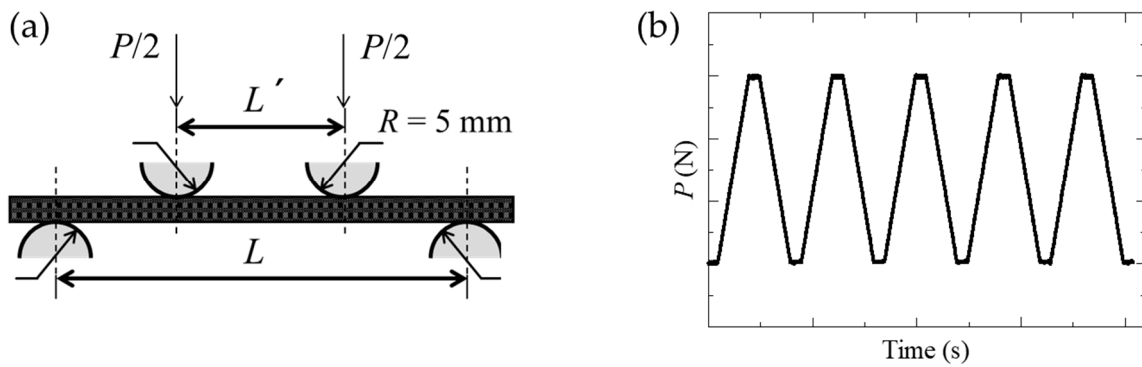 (a)
P/2
P/2
L´
R = 5 mm
L
(b)
P (N)
Time (s)